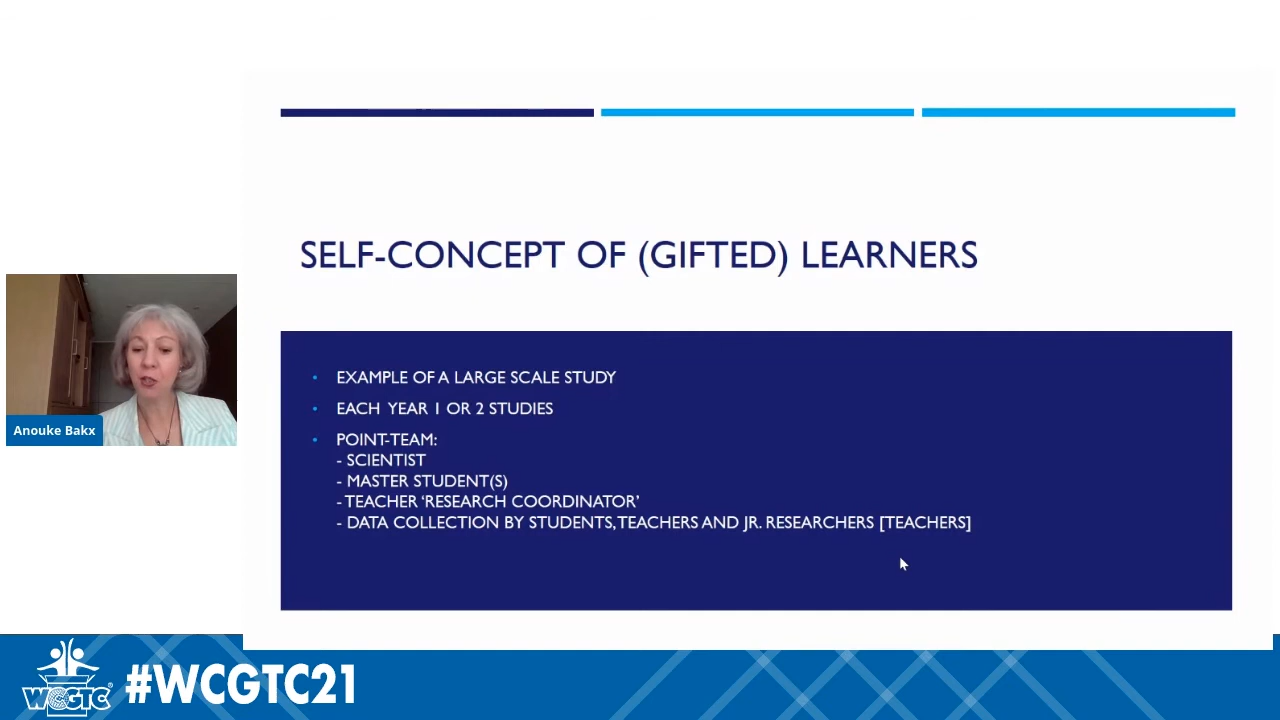 SELF-CONCEPT OF (GIFTED) LEARNERS
• EXAMPLE OF A LARGE SCALE STUDY
• EACH YEAR 1 OR 2 STUDIES
• POINT-TEAM:
- SCIENTIST
- MASTER STUDENT(S)
- TEACHER ‘RESEARCH COORDINATOR’
- DATA COLLECTION BY STUDENTS, TEACHERS AND JR. RESEARCHERS [TEACHERS]
Anouke Bakx
WCGTC®
#WCGTC21